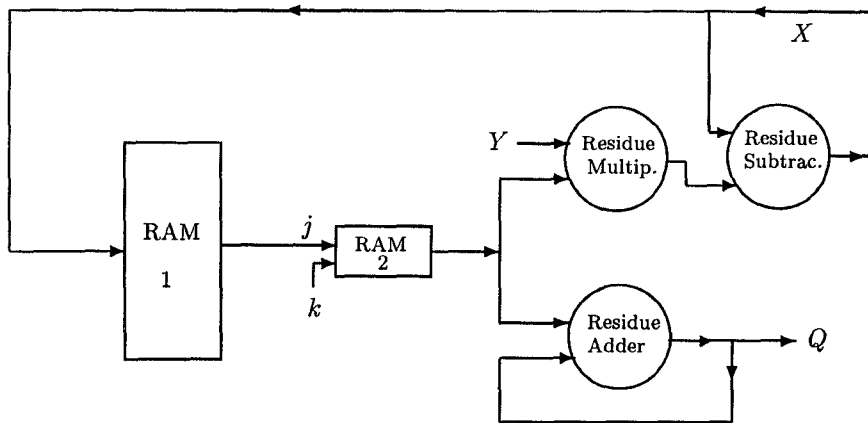 X
Y
Residue
Multip.
Residue
Subtrac.
RAM
1
j
RAM
2
k
Residue
Adder
Q